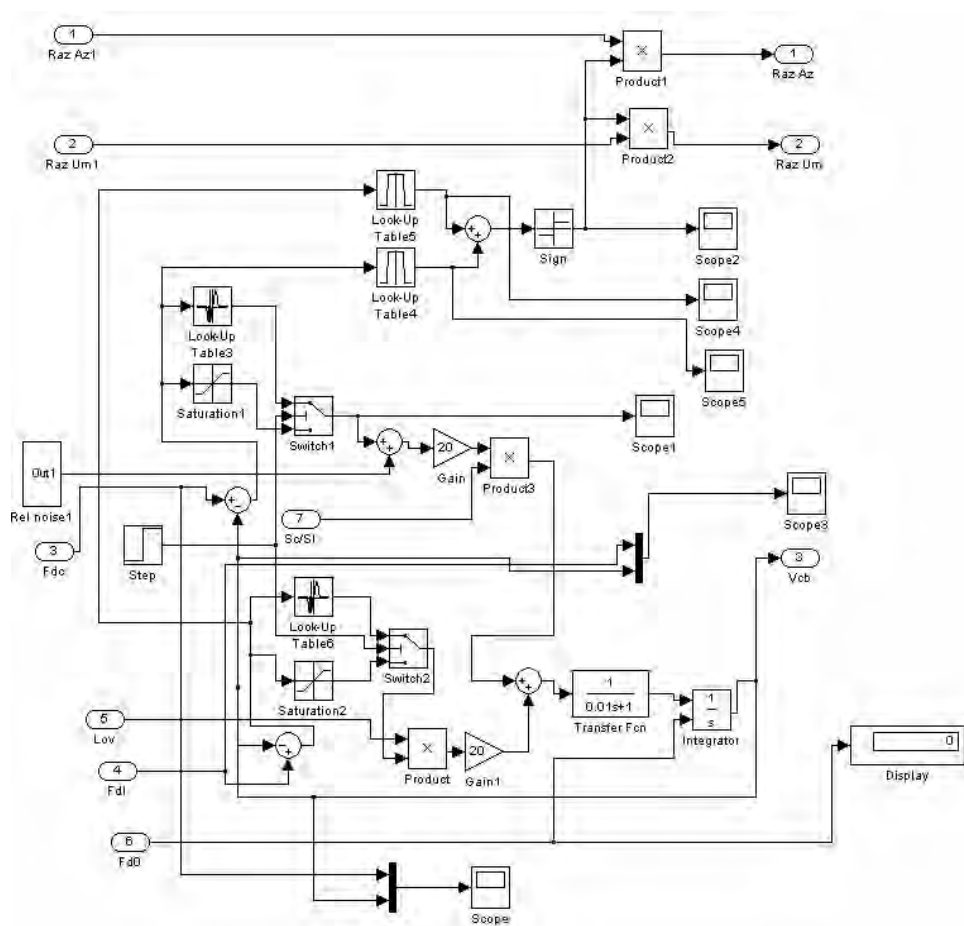 1
Raz Az1
×
Product1
1
Raz Az
2
Raz Um1
×
Product2
2
Raz Um
Look-Up
Table5
+
+
Sign
Scope2
Look-Up
Table4
Scope4
Look-Up
Table3
Scope5
Saturation1
Switch1
Scope1
+
+
20
Gain
×
Product3
Out1
Rel noise1
+
-
7
Sc/Sl
Scope3
3
Fdc
Step
3
Vcb
Look-Up
Table6
Switch2
Saturation2
+
+
1
0.01s+1
Transfer Fcn
1
s
Integrator
5
Lov
-
+
×
Product
20
Gain1
0
Display
4
Fdl
6
Fd0
Scope